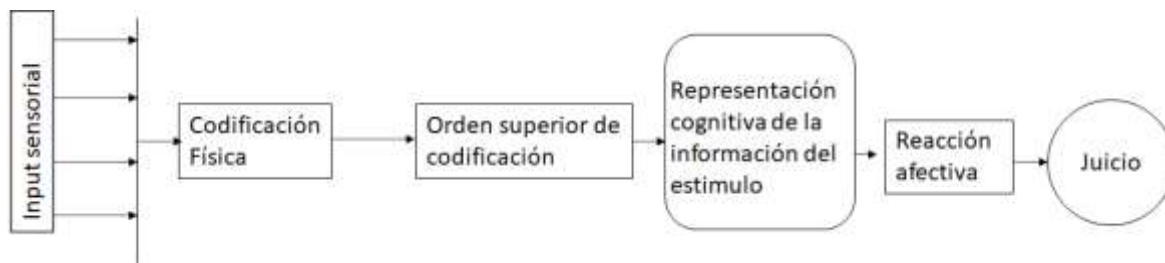 Input sensorial
Codificación
Física
Orden superior de
codificación
Representación
cognitiva de la
información del
estimulo
Reacción
afectiva
Juicio